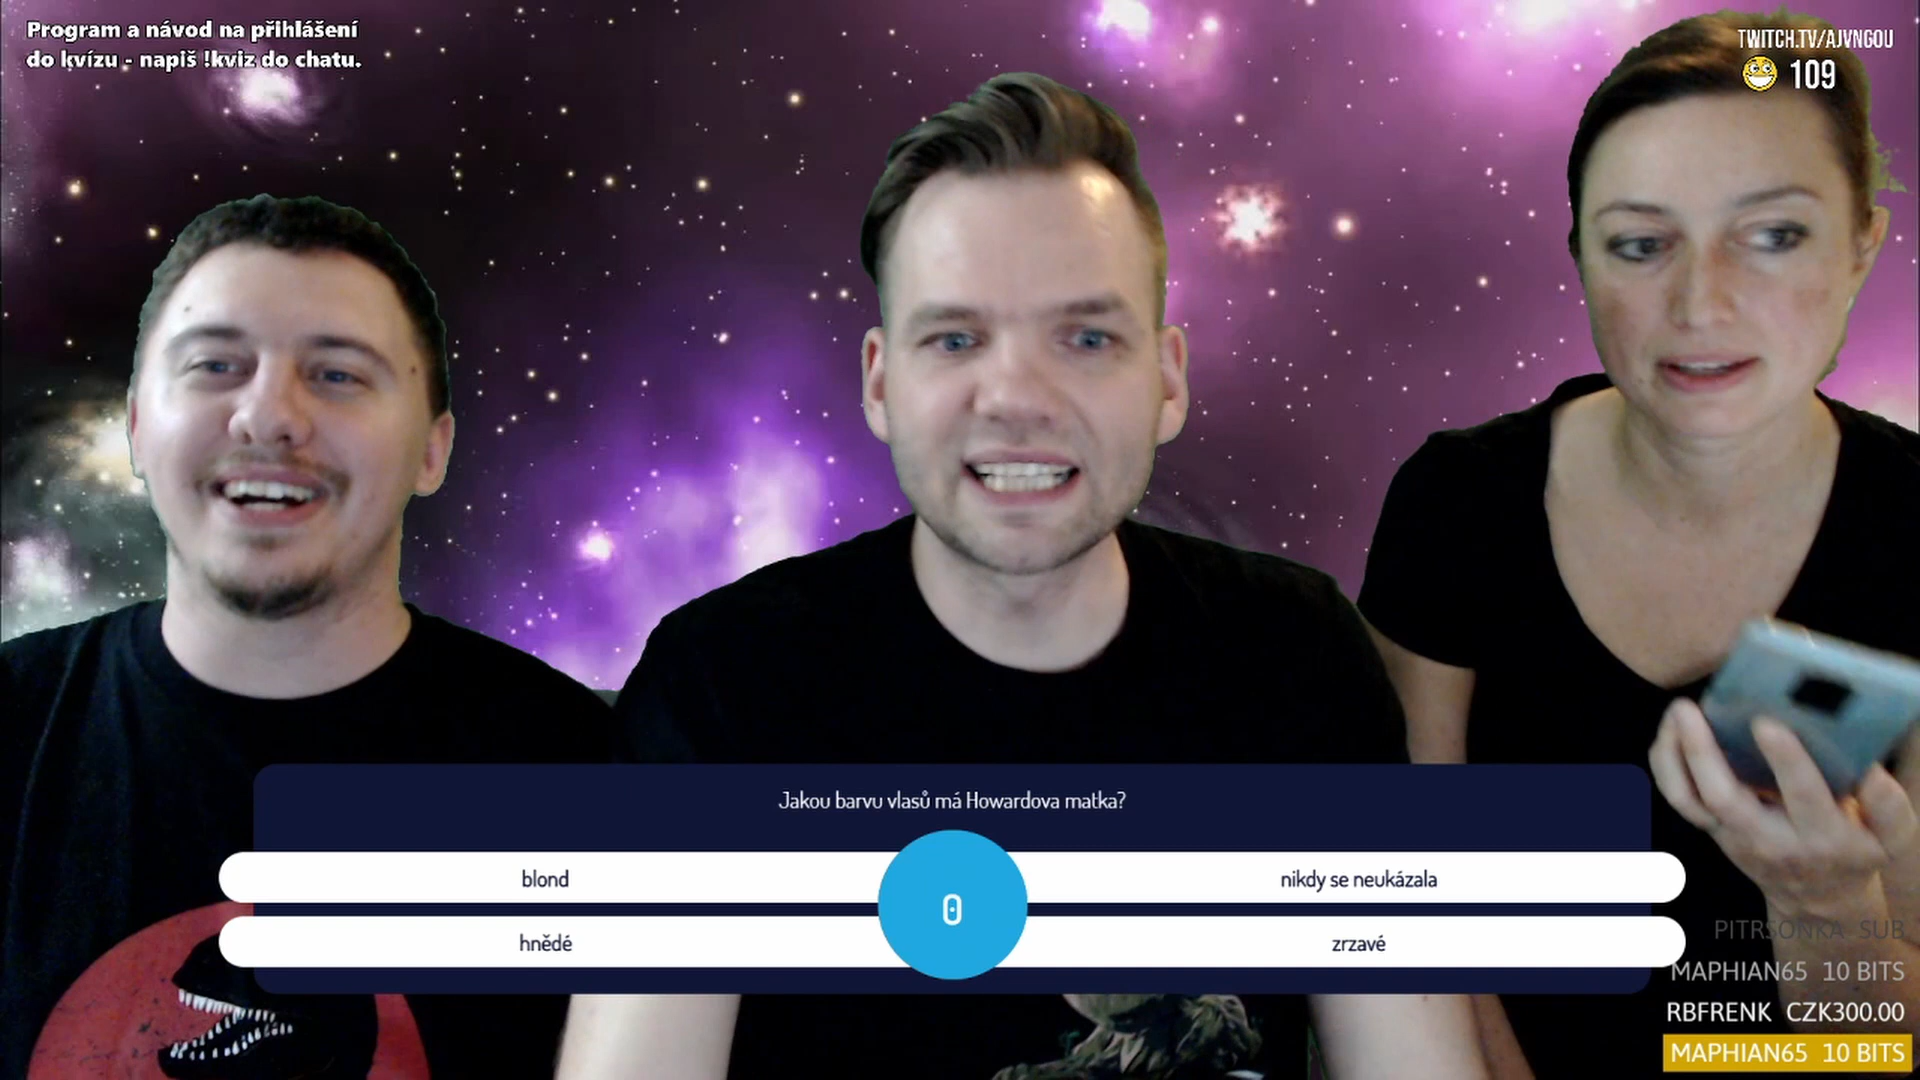 Program a návod na přihlášení
do kvízu - napiš !kviz do chatu.
TWITCH.TV/AJVNGOU
109
Jakou barvu vlasů má Howardova matka?
blond
nikdy se neukázala
0
hnědé
zrzavé
PITRSONKA SUB
MAPHIAN65 10 BITS
RBFRENK CZK300.00
MAPHIAN65 10 BITS